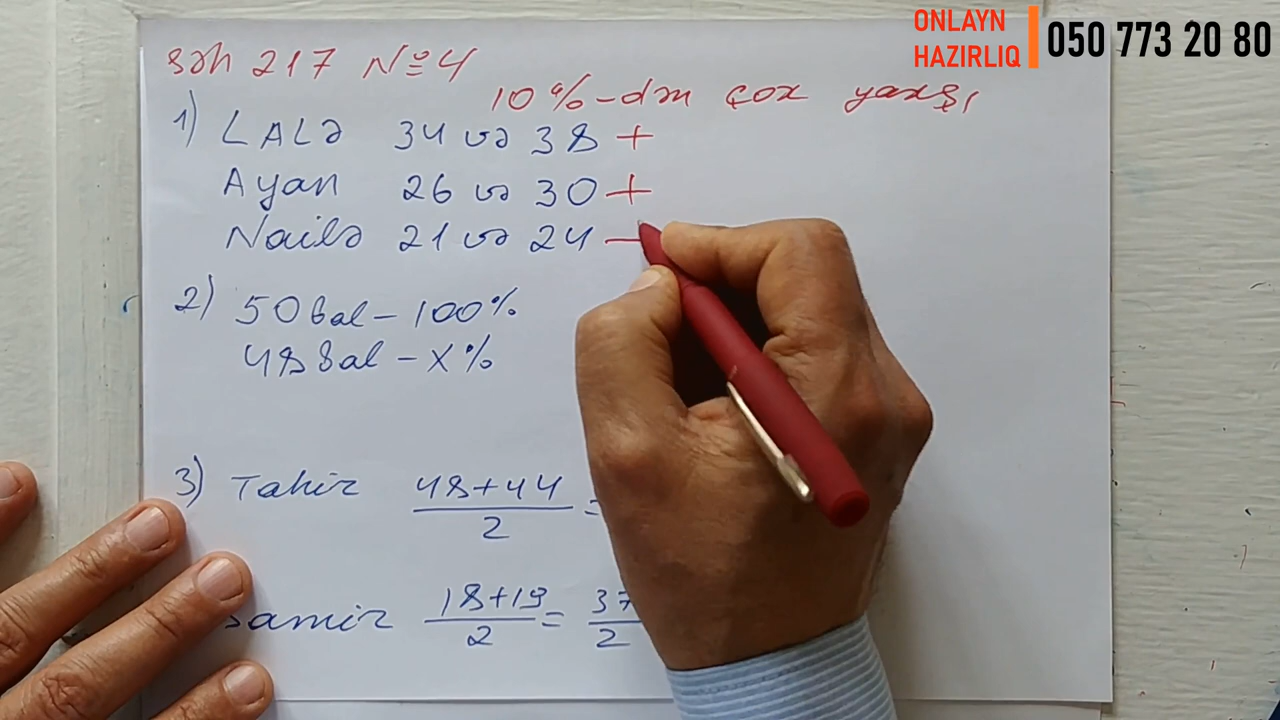 ONLAYN
HAZIRLIQ
050 773 20 80
səh 217 №4
10%-dən çox yaxşı
1) LALə 34 və 38 +
Ayan 26 və 30 +
Nailə 21 və 24 —
2) 50 bal – 100%
48 bal – X%
3) Tahir 48+44/2 =
Samir 18+19/2 = 37/2